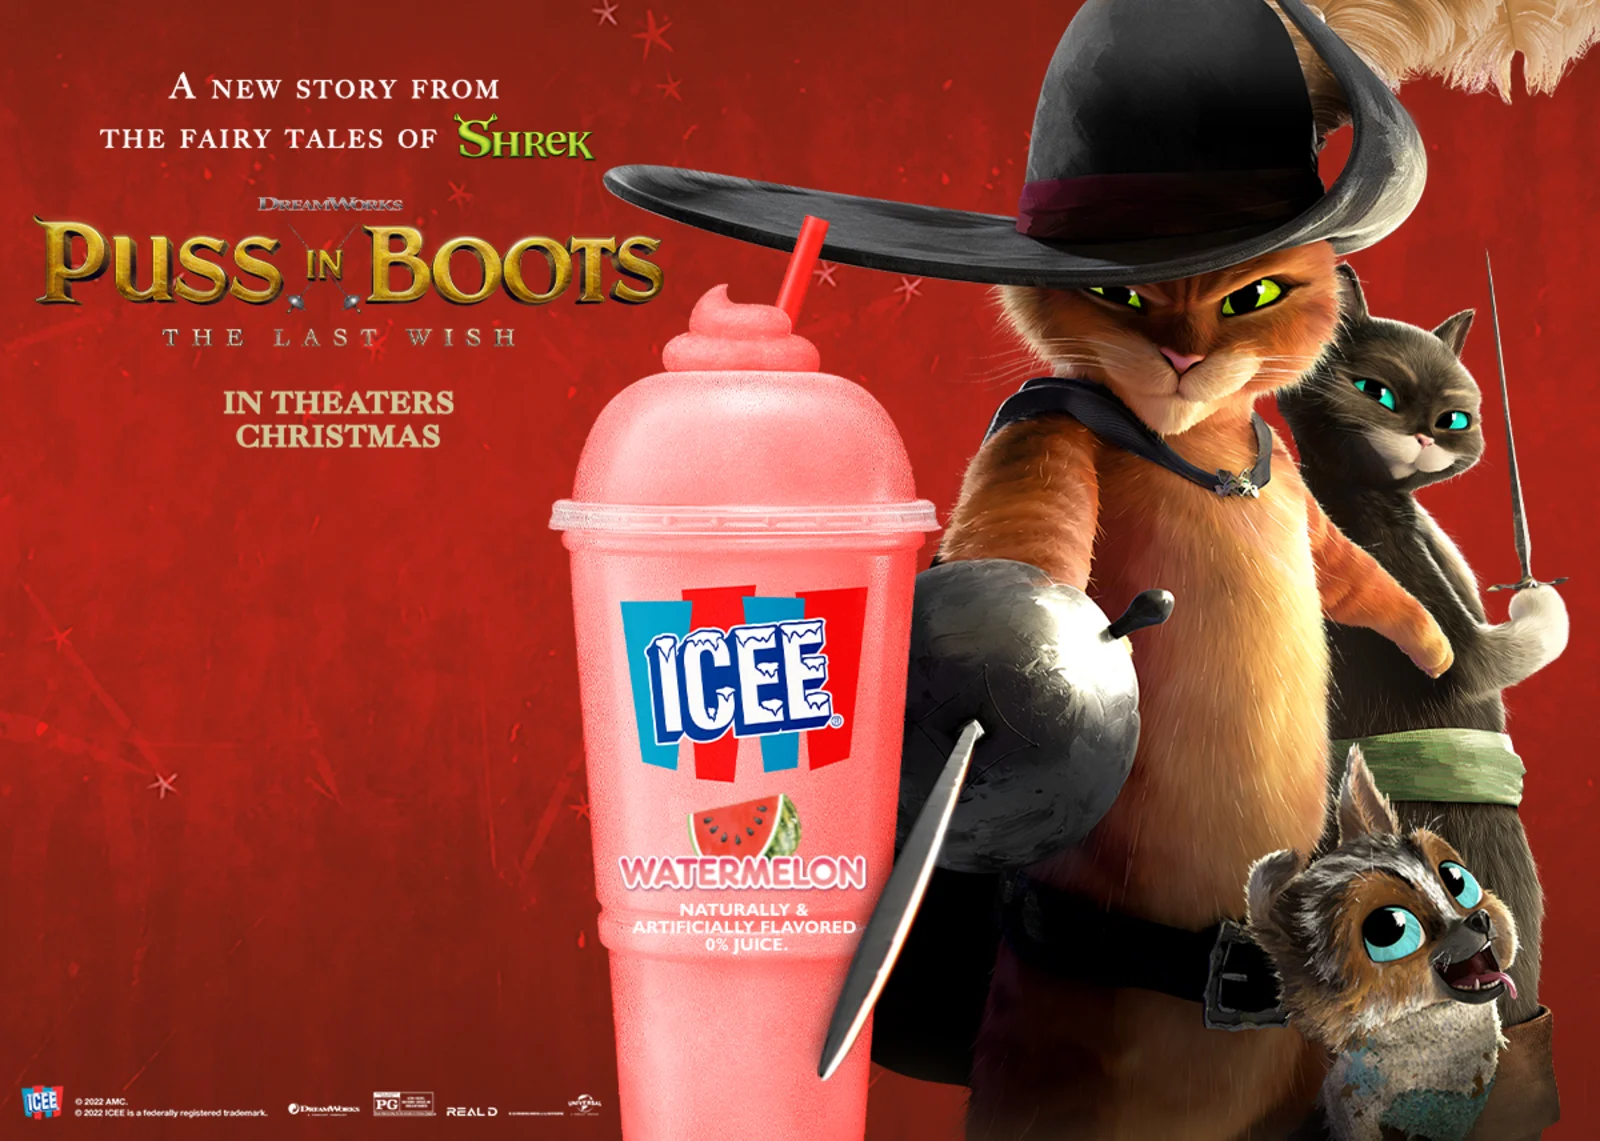 A NEW STORY FROM
THE FAIRY TALES OF SHREK
DREAMWORKS
PUSS IN BOOTS
THE LAST WISH
IN THEATERS
CHRISTMAS
ICEE®
WATERMELON
NATURALLY &
ARTIFICIALLY FLAVORED
0% JUICE.
ICEE
© 2022 AMC.
© 2022 ICEE is a federally registered trademark.
DREAMWORKS
PG
REAL D
UNIVERSAL